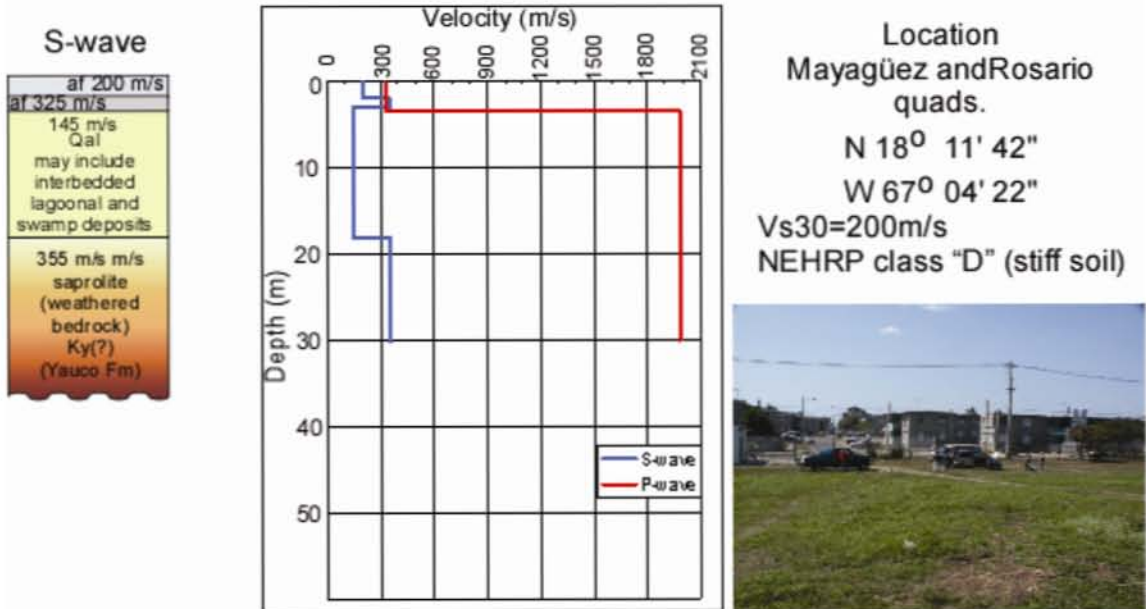 S-wave
af 200 m/s
af 325 m/s
145 m/s
Qal
may include
interbedded
lagoonal and
swamp deposits
355 m/s m/s
saprolite
(weathered
bedrock)
Ky(?)
(Yauco Fm)
Velocity (m/s)
0
300
600
900
1200
1500
1800
2100
Depth (m)
0
10
20
30
40
50
S-wave
P-wave
Location
Mayagüez andRosario
quads.
N 18º 11' 42"
W 67º 04' 22"
Vs30=200m/s
NEHRP class “D” (stiff soil)